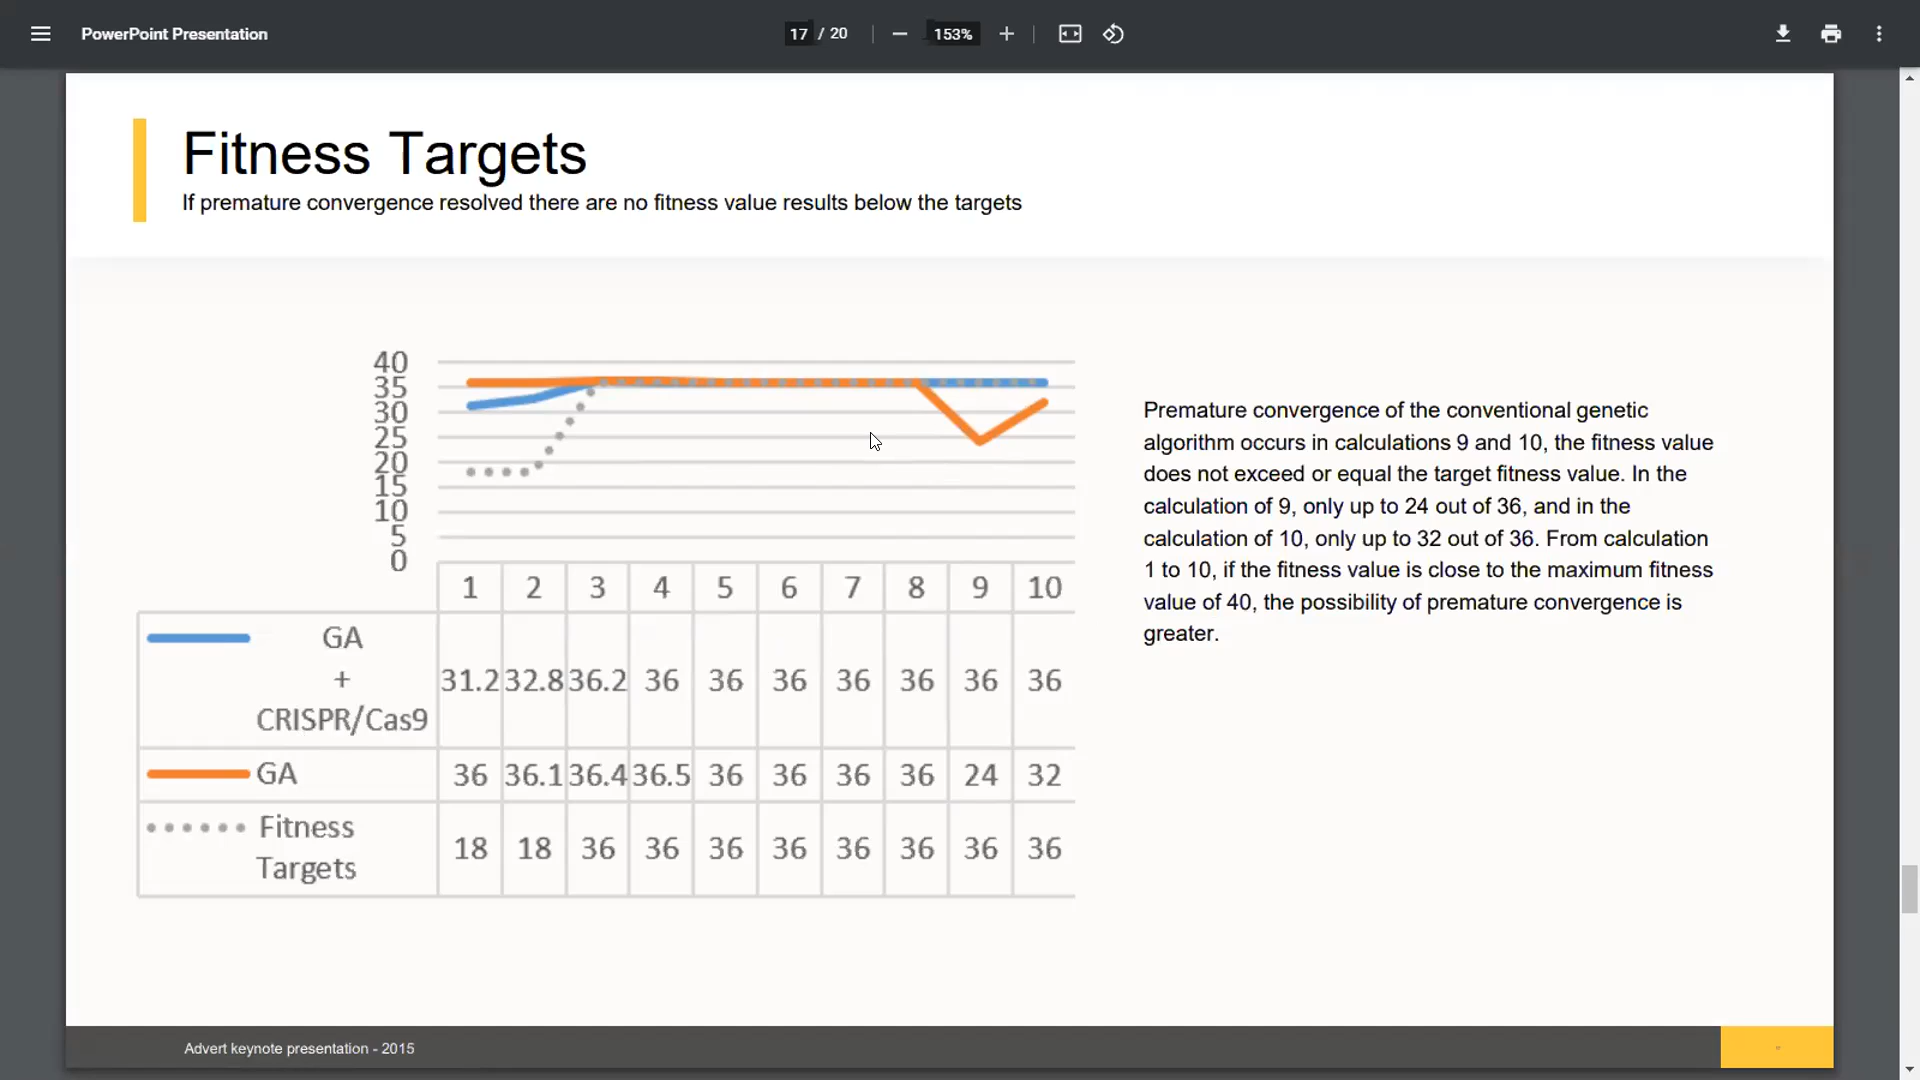 PowerPoint Presentation
17 / 20
153%
Fitness Targets
If premature convergence resolved there are no fitness value results below the targets
40
35
30
25
20
15
10
5
0
1 2 3 4 5 6 7 8 9 10
GA
+
CRISPR/Cas9
31.2 32.8 36.2 36 36 36 36 36 36 36
GA 36 36.1 36.4 36.5 36 36 36 36 24 32
Fitness
Targets
18 18 36 36 36 36 36 36 36 36
Premature convergence of the conventional genetic
algorithm occurs in calculations 9 and 10, the fitness value
does not exceed or equal the target fitness value. In the
calculation of 9, only up to 24 out of 36, and in the
calculation of 10, only up to 32 out of 36. From calculation
1 to 10, if the fitness value is close to the maximum fitness
value of 40, the possibility of premature convergence is
greater.
Advert keynote presentation - 2015